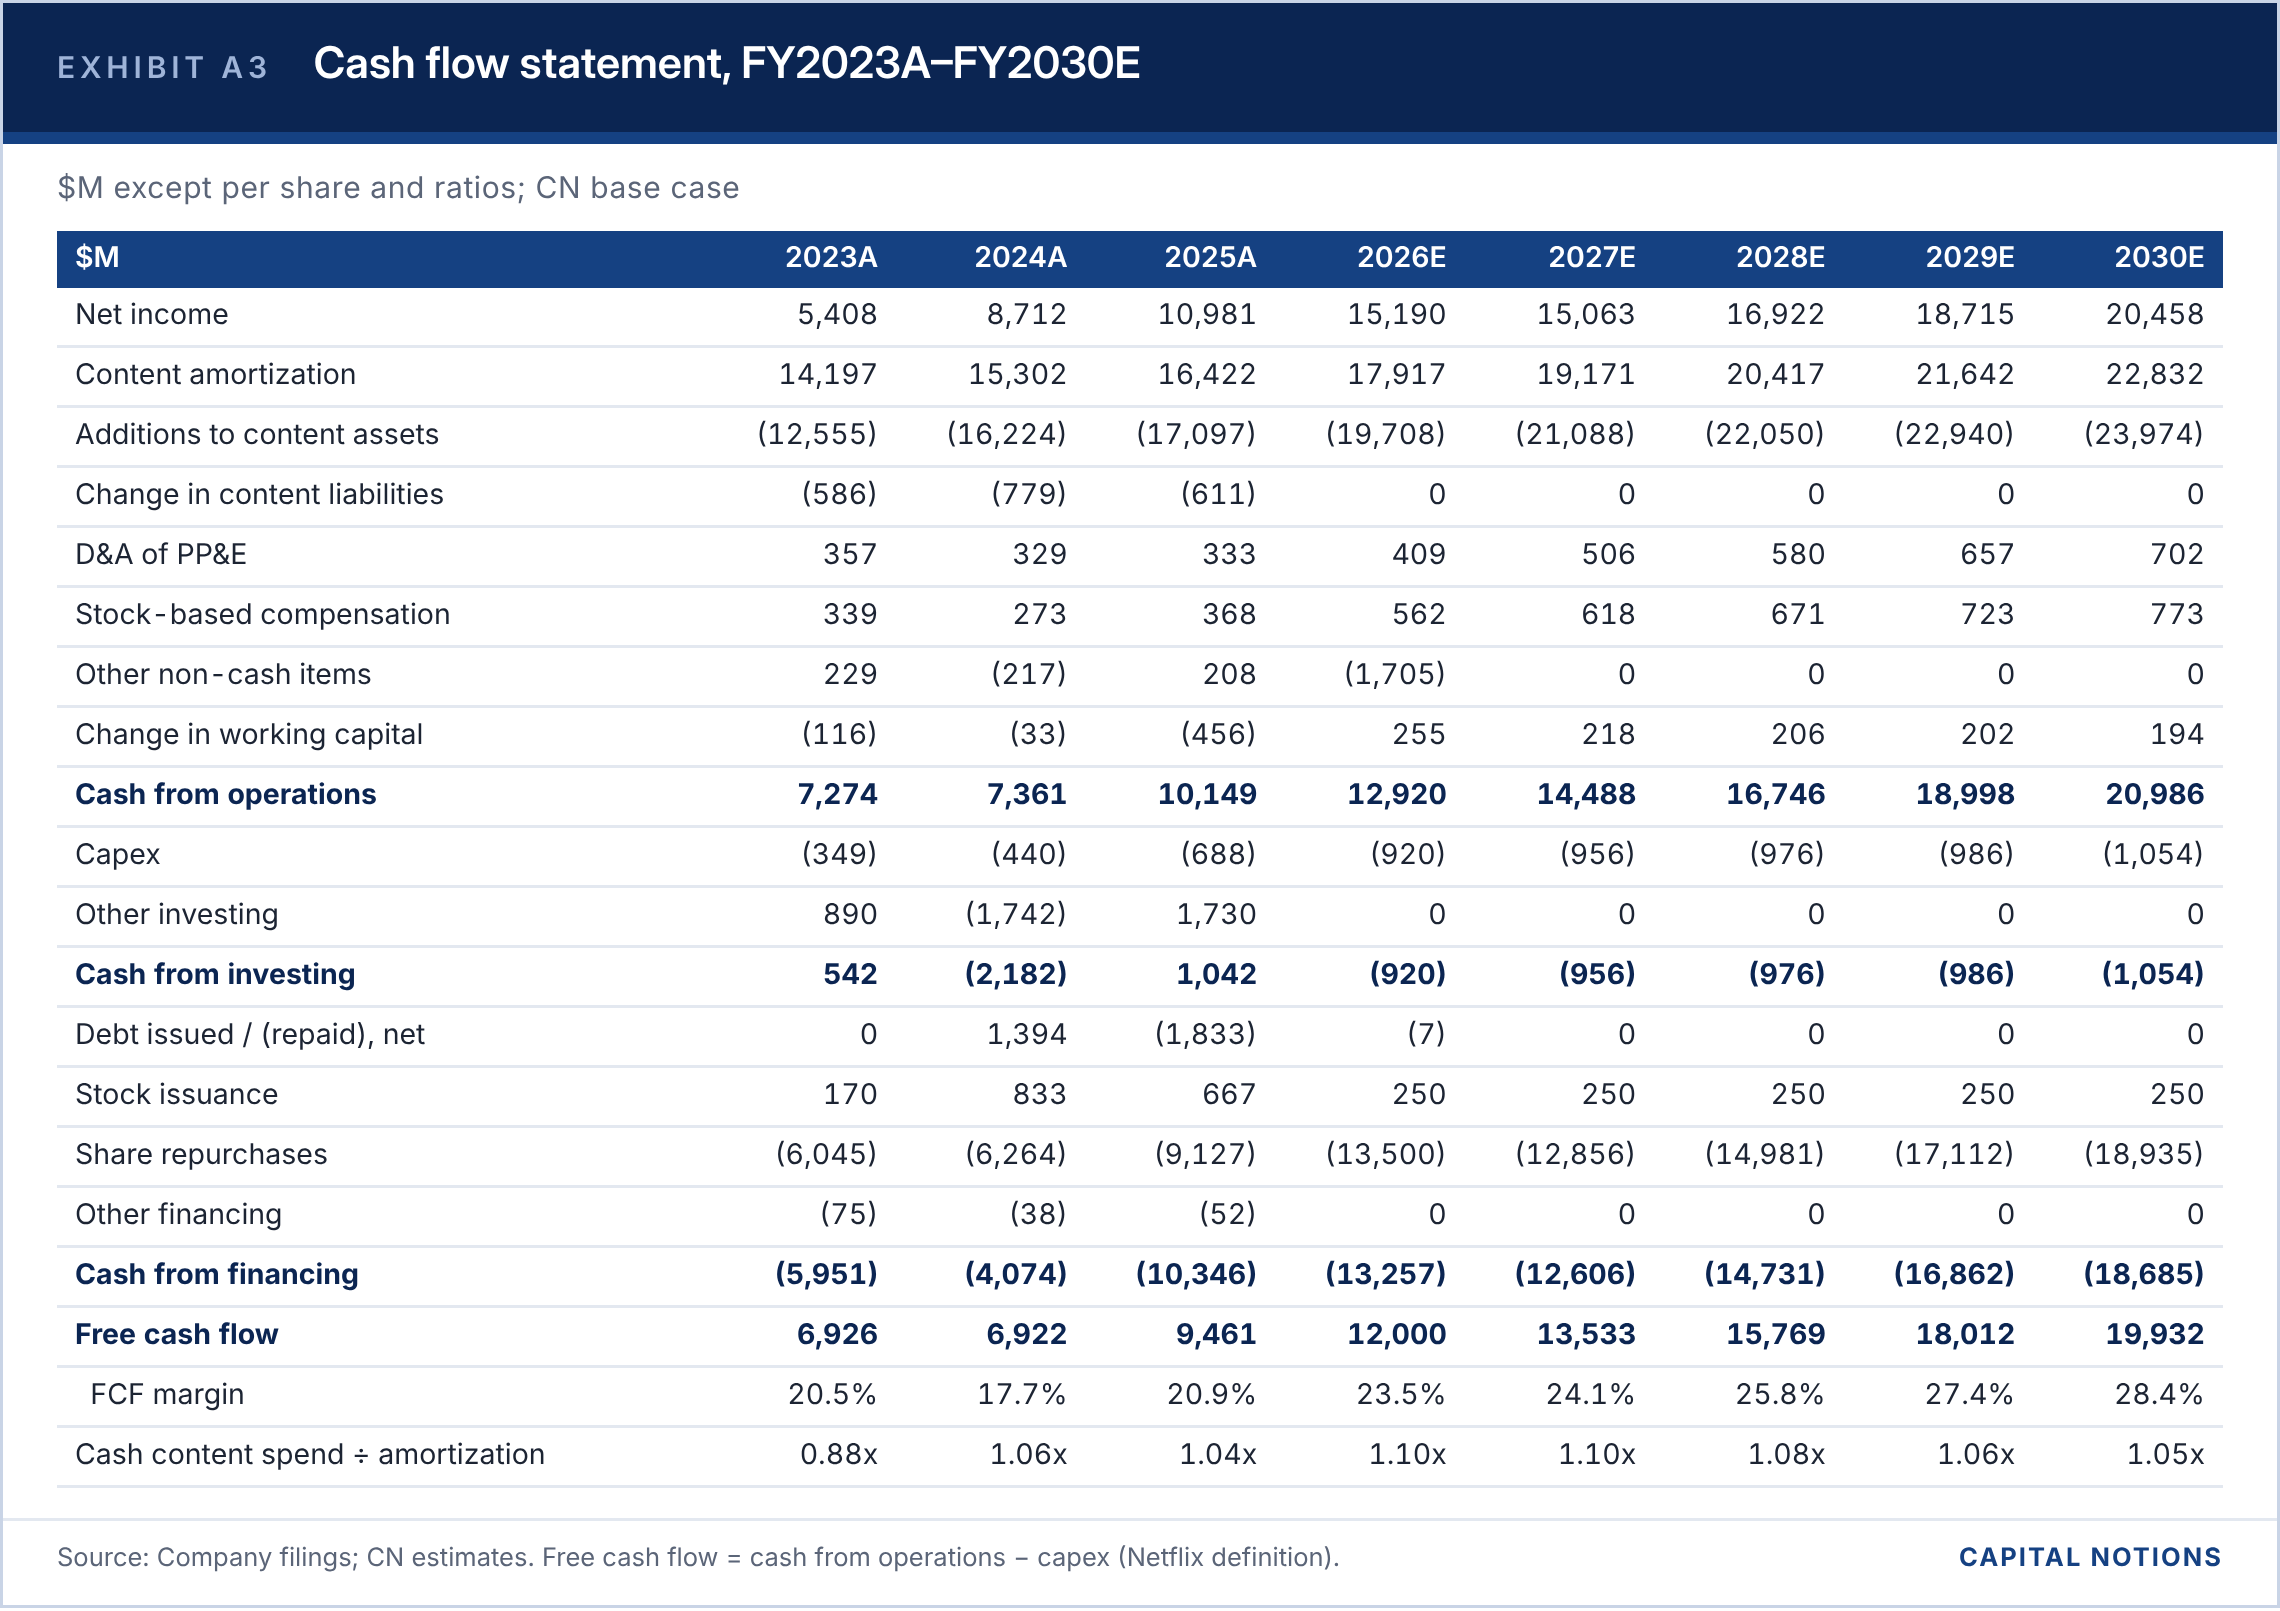 EXHIBIT A3 Cash flow statement, FY2023A–FY2030E
$M except per share and ratios; CN base case
$M 2023A 2024A 2025A 2026E 2027E 2028E 2029E 2030E
Net income 5,408 8,712 10,981 15,190 15,063 16,922 18,715 20,458
Content amortization 14,197 15,302 16,422 17,917 19,171 20,417 21,642 22,832
Additions to content assets (12,555) (16,224) (17,097) (19,708) (21,088) (22,050) (22,940) (23,974)
Change in content liabilities (586) (779) (611) 0 0 0 0 0
D&A of PP&E 357 329 333 409 506 580 657 702
Stock-based compensation 339 273 368 562 618 671 723 773
Other non-cash items 229 (217) 208 (1,705) 0 0 0 0
Change in working capital (116) (33) (456) 255 218 206 202 194
Cash from operations 7,274 7,361 10,149 12,920 14,488 16,746 18,998 20,986
Capex (349) (440) (688) (920) (956) (976) (986) (1,054)
Other investing 890 (1,742) 1,730 0 0 0 0 0
Cash from investing 542 (2,182) 1,042 (920) (956) (976) (986) (1,054)
Debt issued / (repaid), net 0 1,394 (1,833) (7) 0 0 0 0
Stock issuance 170 833 667 250 250 250 250 250
Share repurchases (6,045) (6,264) (9,127) (13,500) (12,856) (14,981) (17,112) (18,935)
Other financing (75) (38) (52) 0 0 0 0 0
Cash from financing (5,951) (4,074) (10,346) (13,257) (12,606) (14,731) (16,862) (18,685)
Free cash flow 6,926 6,922 9,461 12,000 13,533 15,769 18,012 19,932
FCF margin 20.5% 17.7% 20.9% 23.5% 24.1% 25.8% 27.4% 28.4%
Cash content spend ÷ amortization 0.88x 1.06x 1.04x 1.10x 1.10x 1.08x 1.06x 1.05x
Source: Company filings; CN estimates. Free cash flow = cash from operations – capex (Netflix definition).
CAPITAL NOTIONS